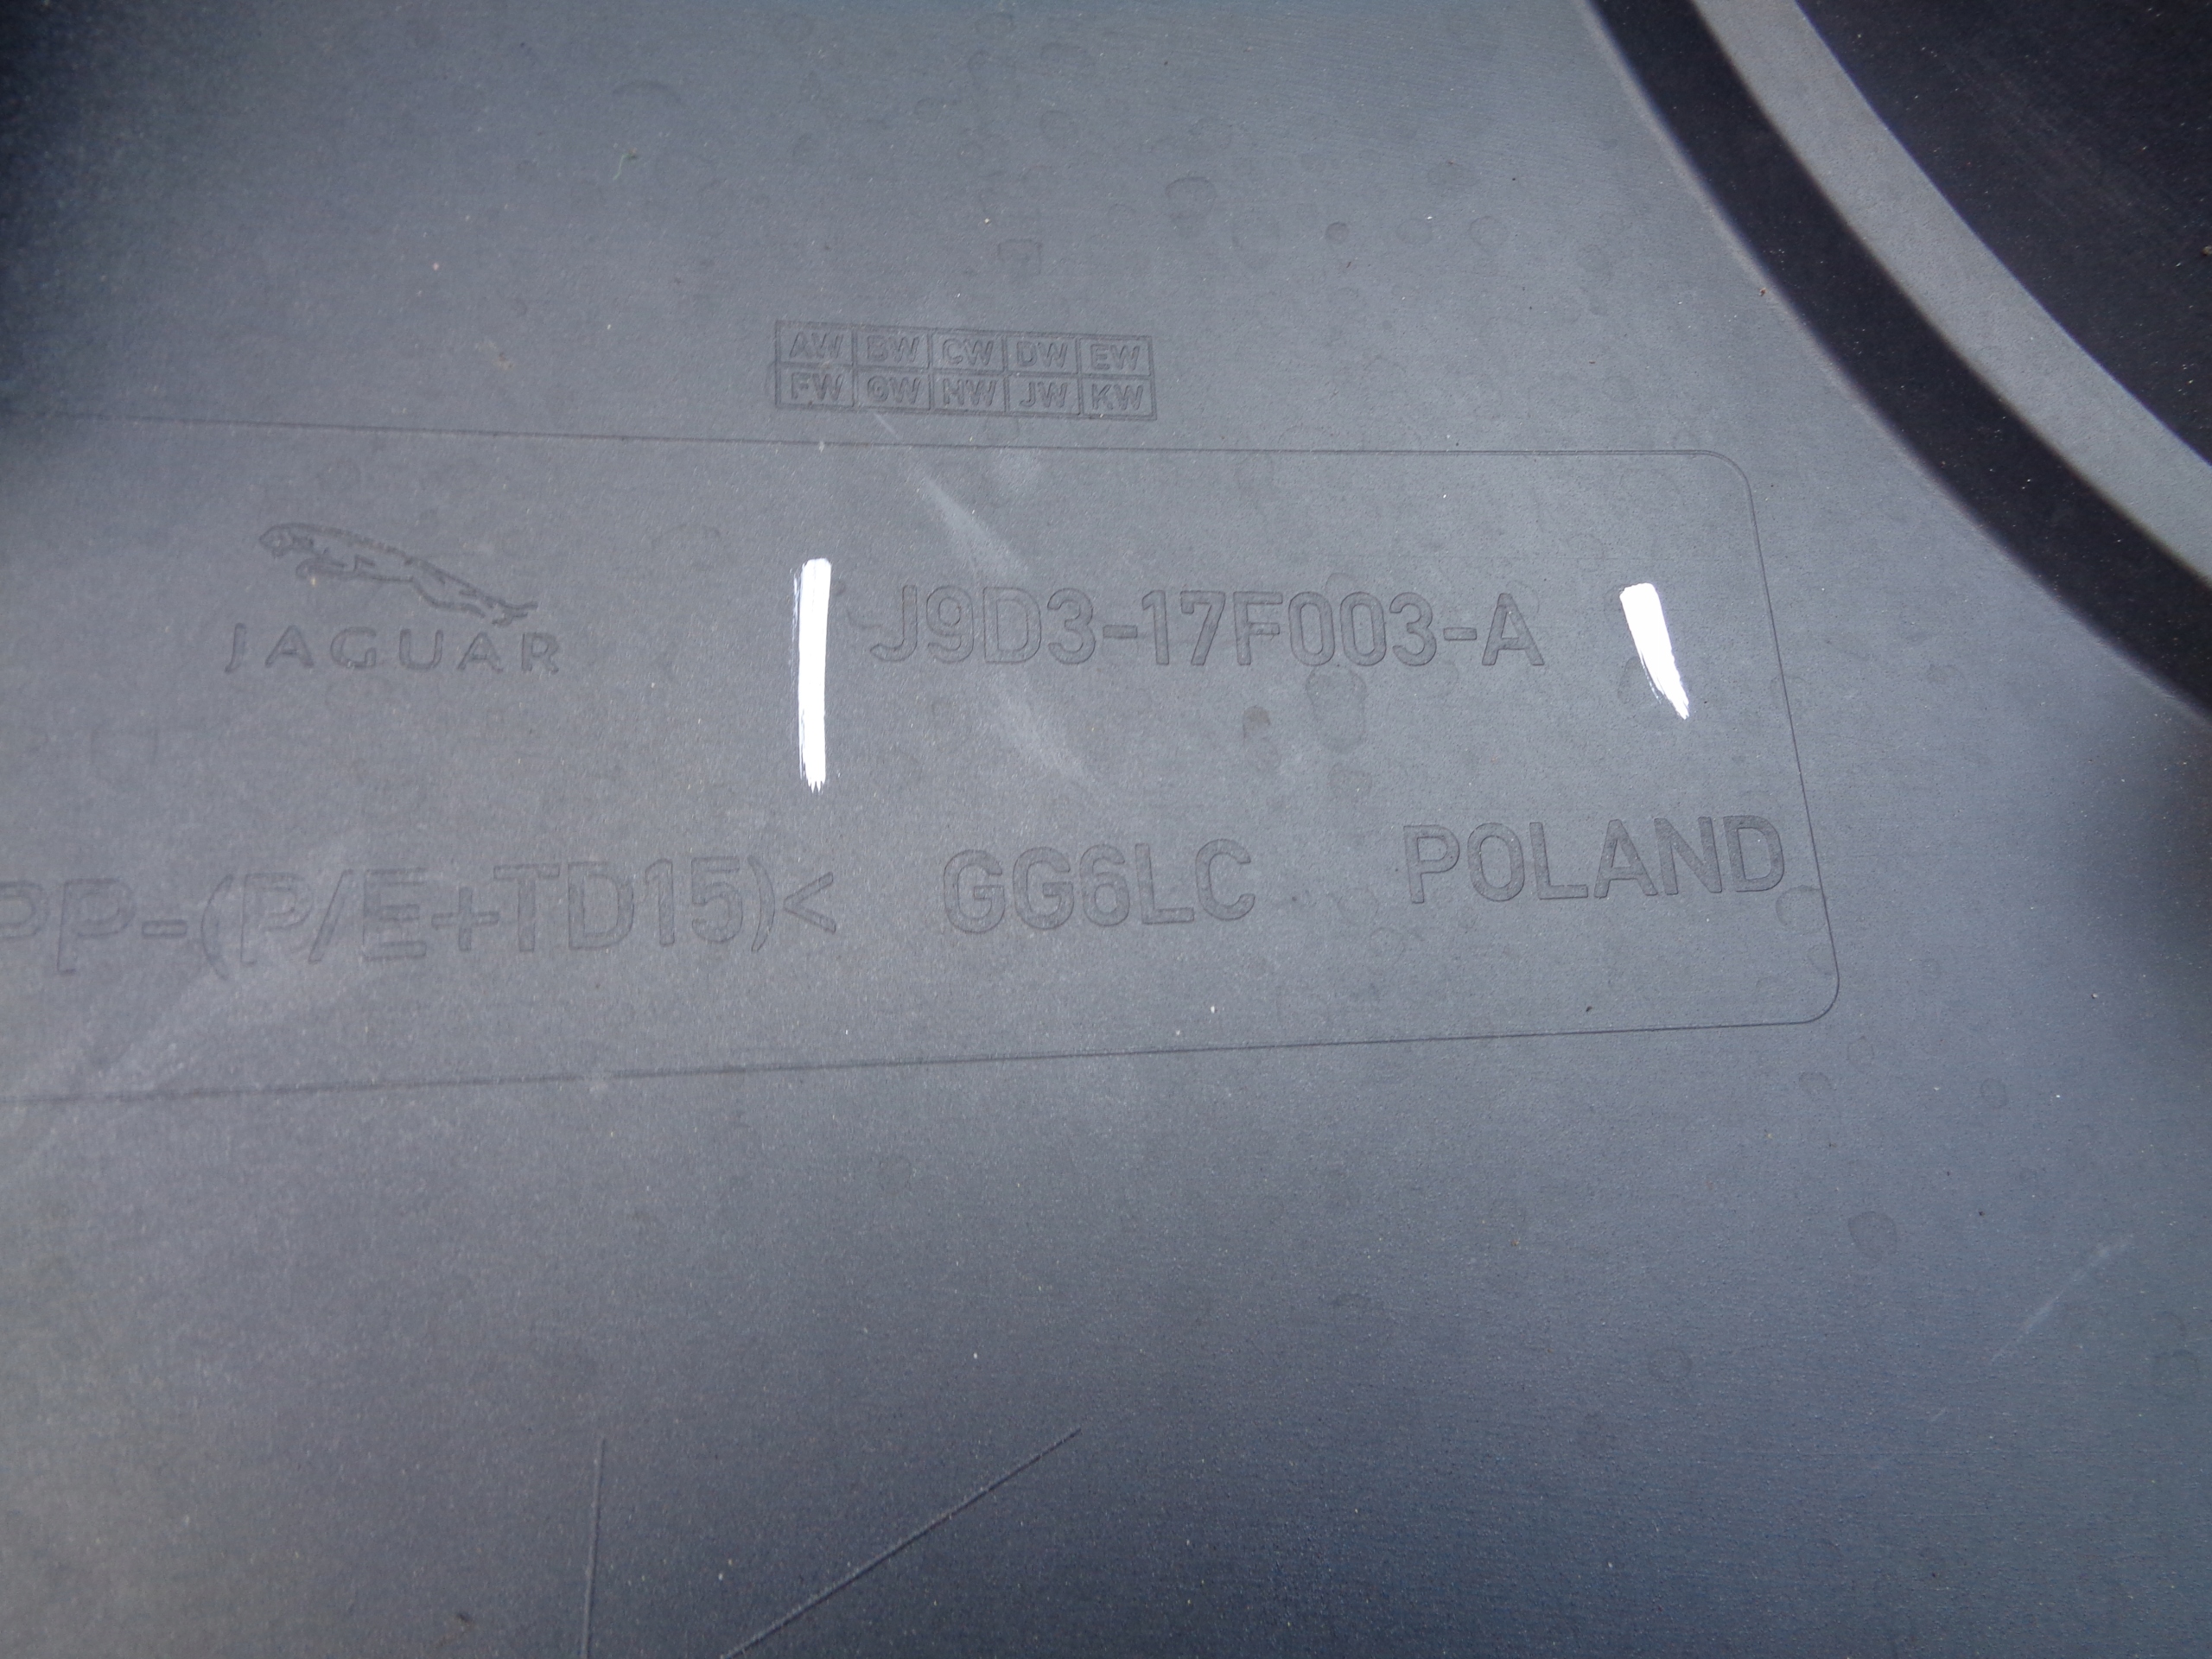 AW BW CW DW EW
FW GW HW JW KW
JAGUAR J9D3-17F003-A
PP-(P/E+TD15)< GG6LC POLAND